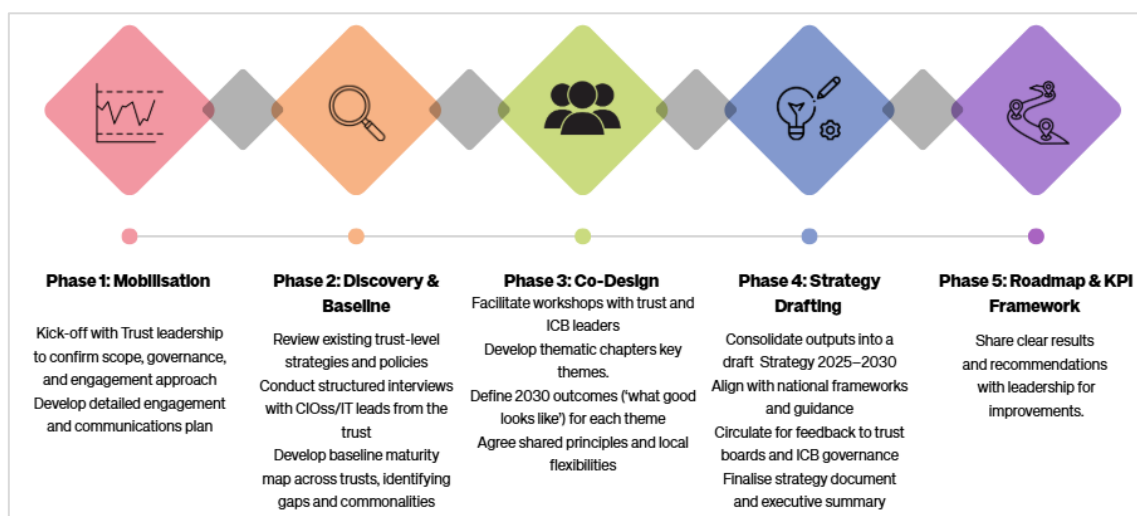 Phase 1: Mobilisation
Kick-off with Trust leadership
to confirm scope, governance,
and engagement approach
Develop detailed engagement
and communications plan
Phase 2: Discovery &
Baseline
Review existing trust-level
strategies and policies
Conduct structured interviews
with CIOss/IT leads from the
trust
Develop baseline maturity
map across trusts, identifying
gaps and commonalities
Phase 3: Co-Design
Facilitate workshops with trust and
ICB leaders
Develop thematic chapters key
themes.
Define 2030 outcomes ('what good
looks like') for each theme
Agree shared principles and local
flexibilities
Phase 4: Strategy
Drafting
Consolidate outputs into a
draft Strategy 2025–2030
Align with national frameworks
and guidance
Circulate for feedback to trust
boards and ICB governance
Finalise strategy document
and executive summary
Phase 5: Roadmap & KPI
Framework
Share clear results
and recommendations
with leadership for
improvements.